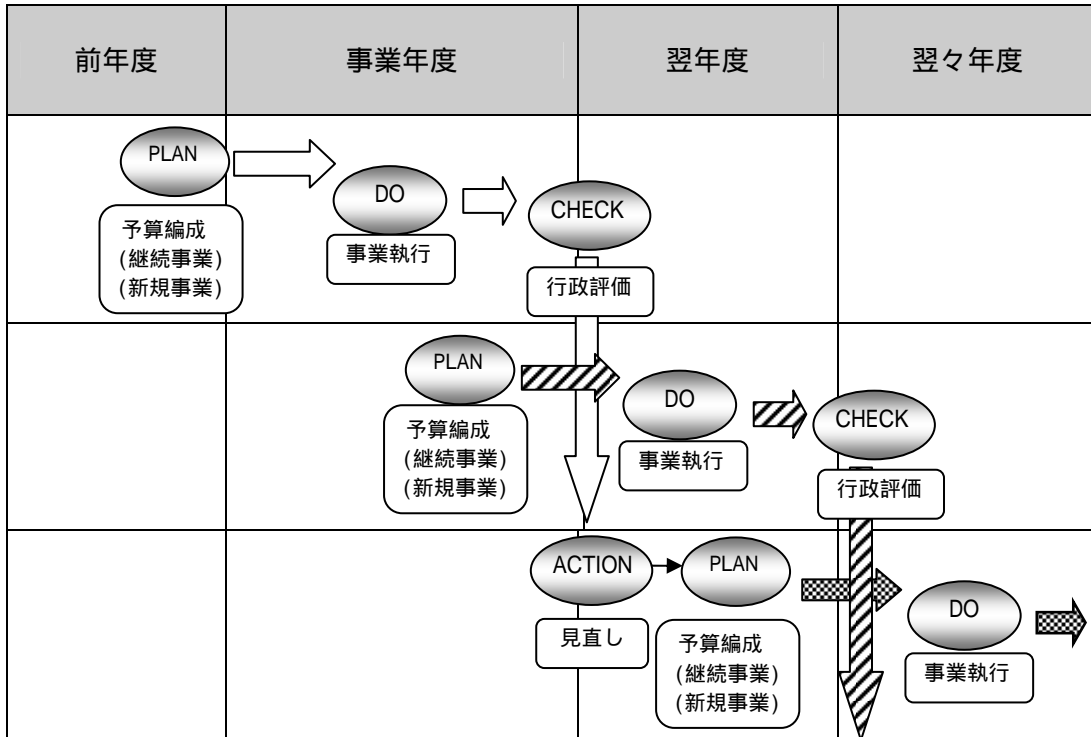 前年度
事業年度
翌年度
翌々年度
PLAN
予算編成
(継続事業)
(新規事業)
DO
事業執行
CHECK
行政評価
PLAN
予算編成
(継続事業)
(新規事業)
DO
事業執行
CHECK
行政評価
ACTION
見直し
PLAN
予算編成
(継続事業)
(新規事業)
DO
事業執行